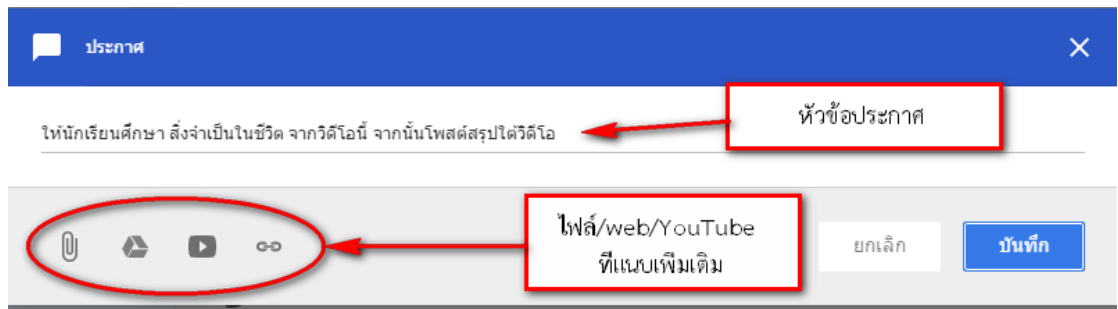 ประกาศ
หัวข้อประกาศ
ให้นักเรียนศึกษา สิ่งจำเป็นในชีวิต จากวิดีโอนี้ จากนั้นโพสต์สรุปใต้วิดีโอ
ไฟล์/web/YouTube
ที่แนบเพิ่มเติม
ยกเลิก
บันทึก